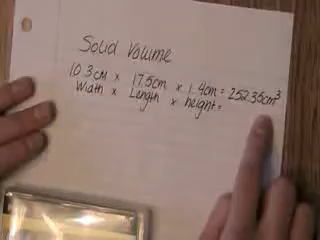 Solid Volume
10.3cm x 17.5cm x 1.4cm = 252.35cm³
Width x Length x height =